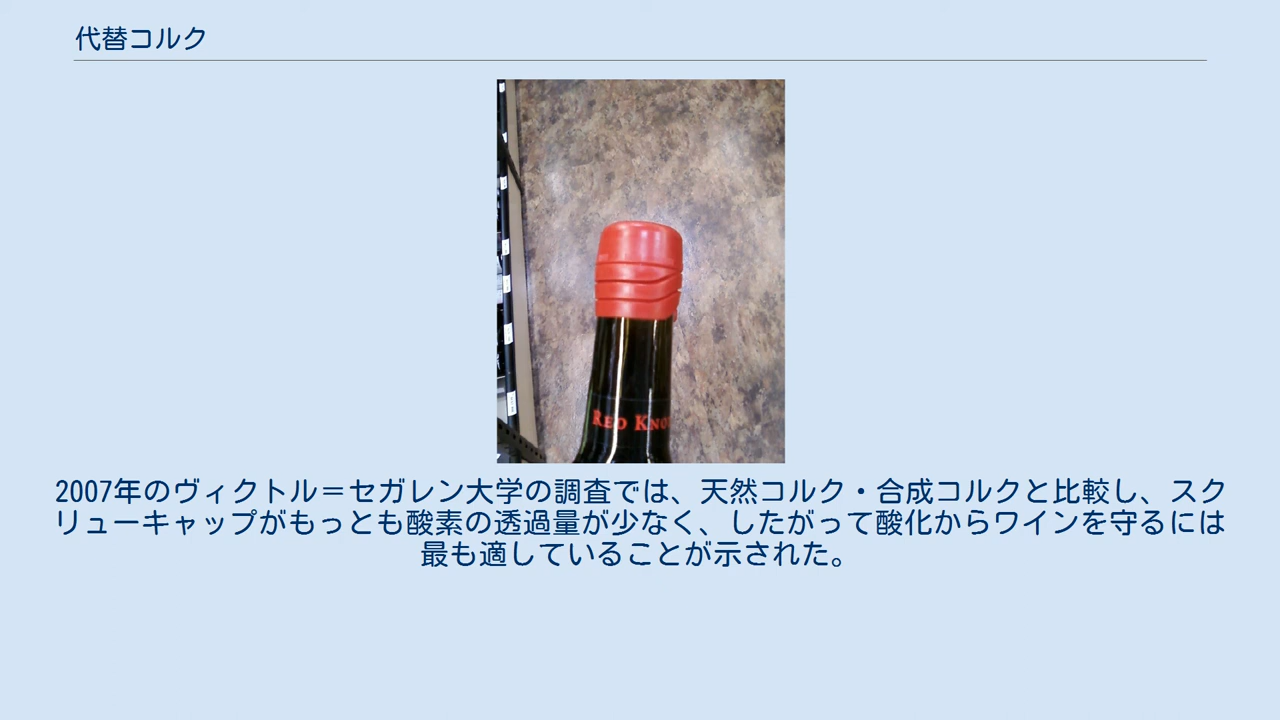 代替コルク
RED KNO
2007年のヴィクトル＝セガレン大学の調査では、天然コルク・合成コルクと比較し、スク
リューキャップがもっとも酸素の透過量が少なく、したがって酸化からワインを守るには
最も適していることが示された。